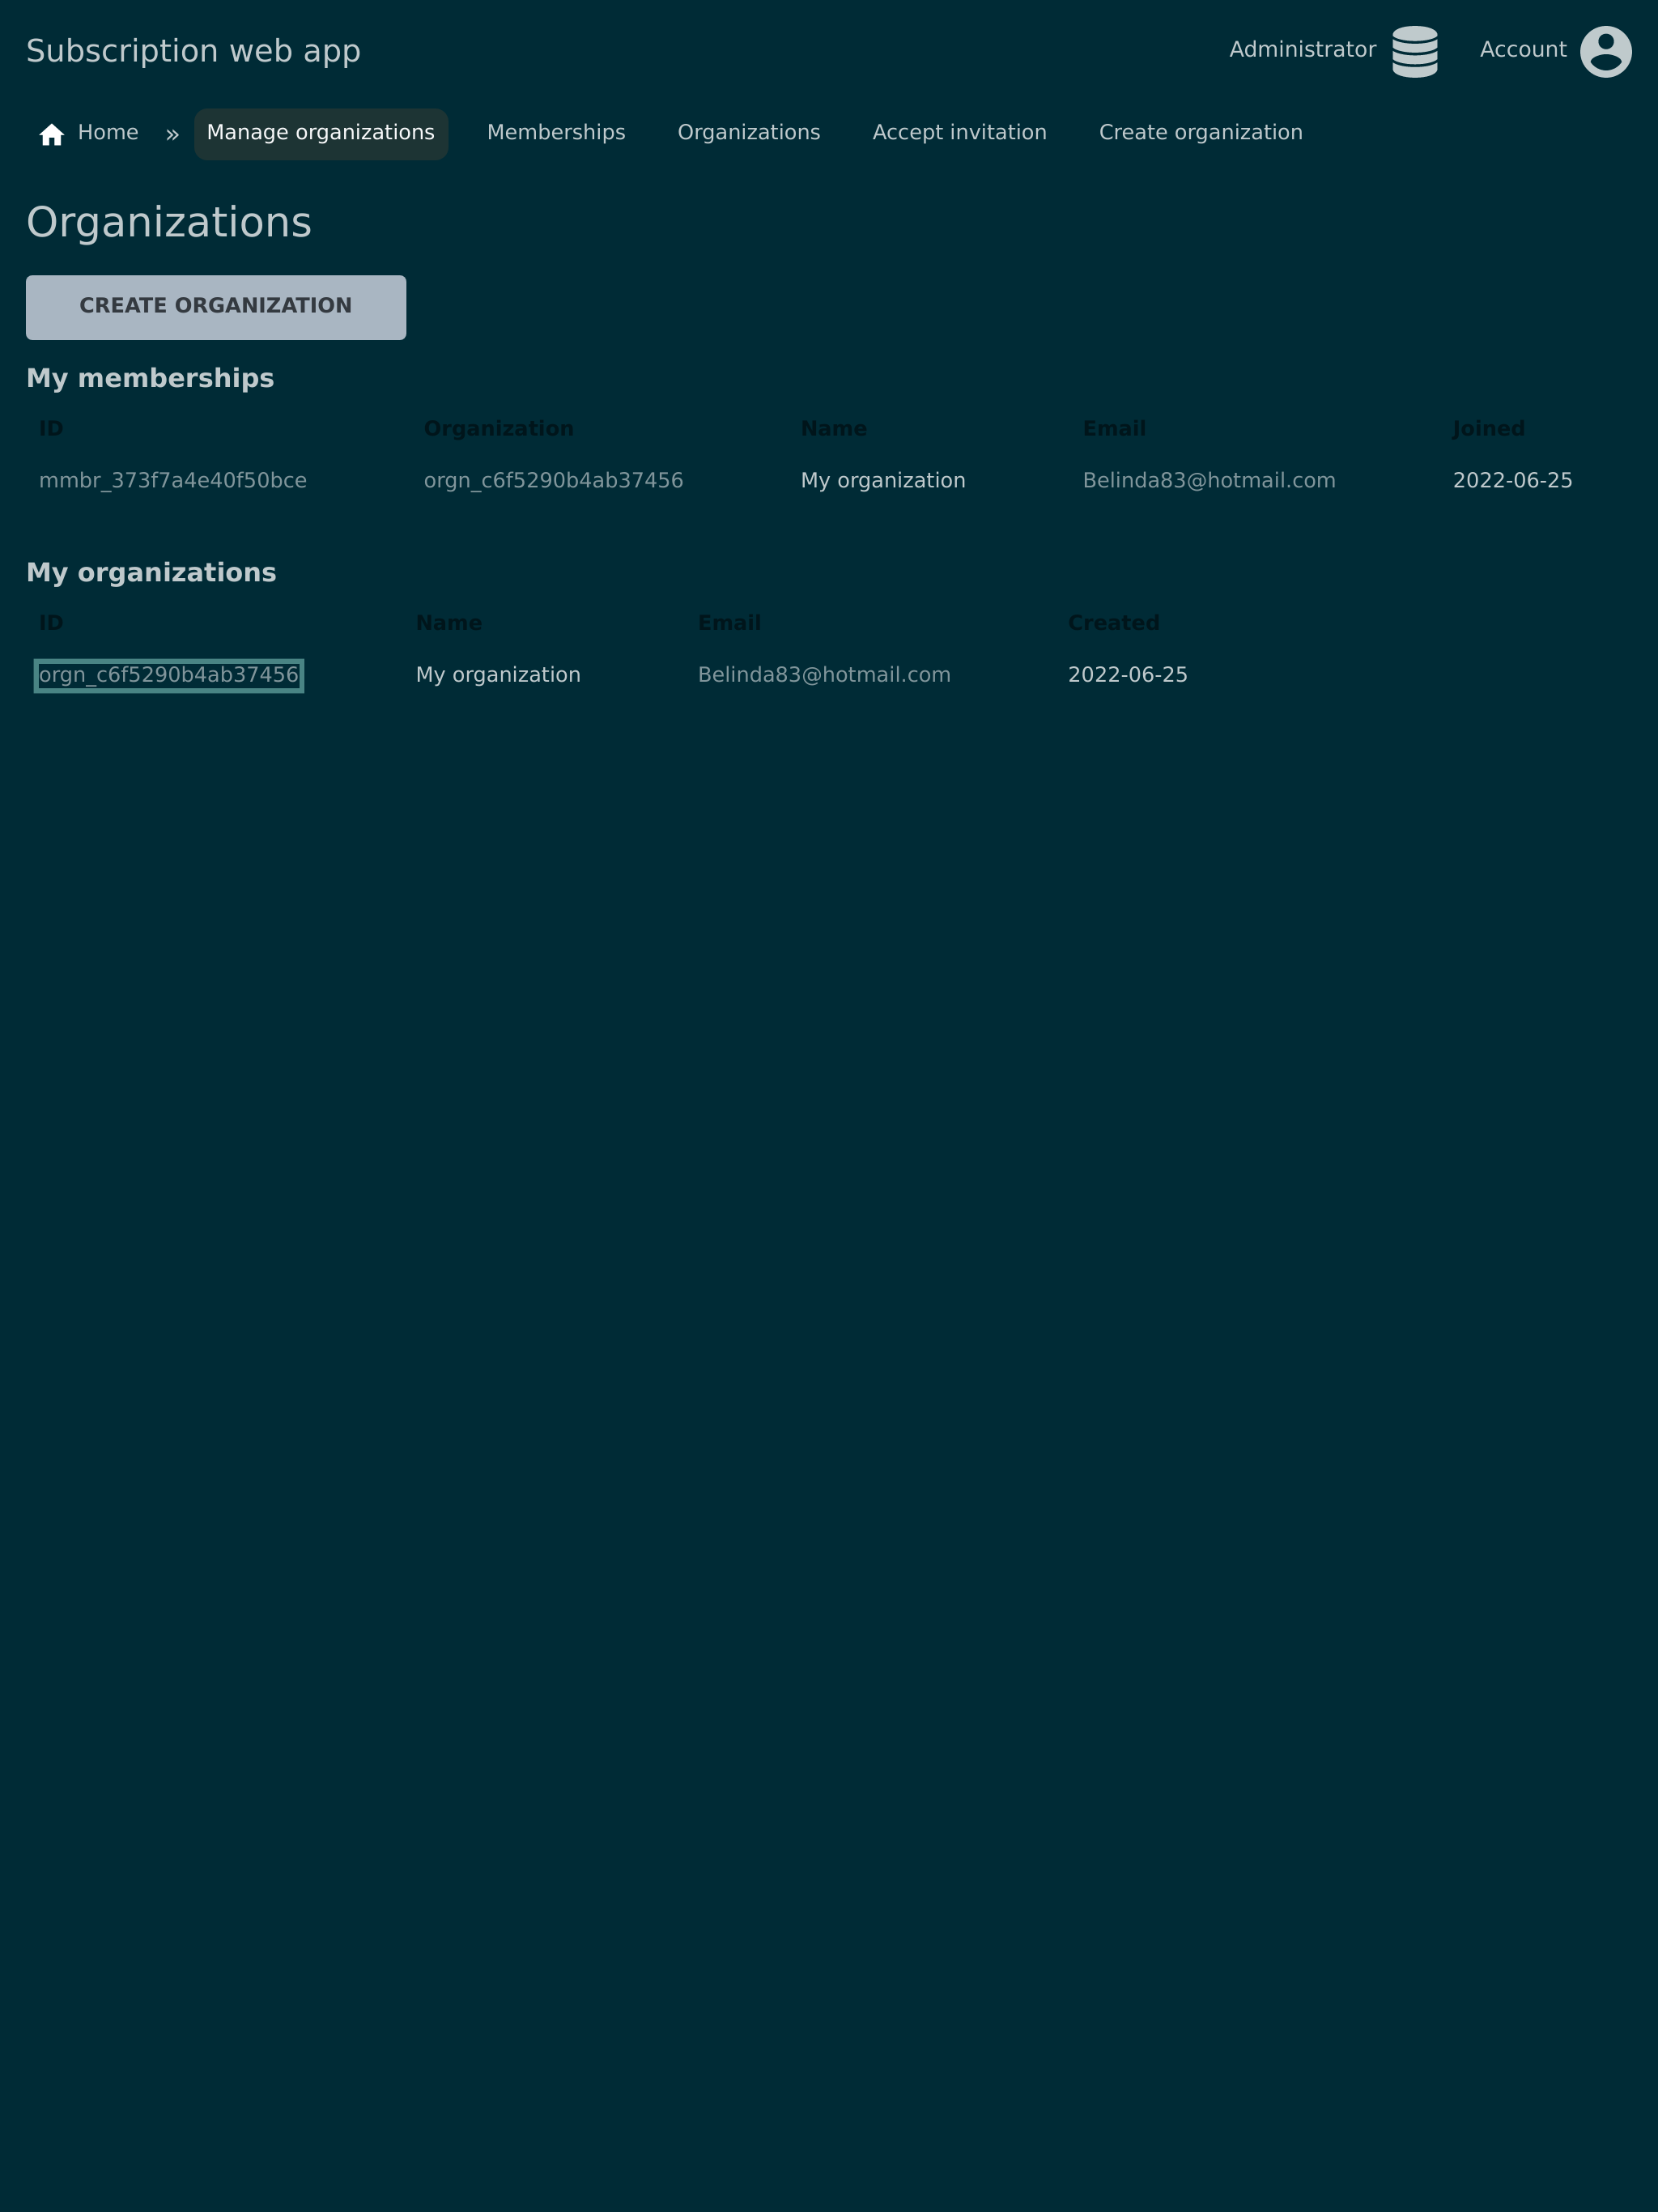 Subscription web app Administrator Account
Home » Manage organizations Memberships Organizations Accept invitation Create organization
Organizations
CREATE ORGANIZATION
My memberships
ID Organization Name Email Joined
mmbr_373f7a4e40f50bce orgn_c6f5290b4ab37456 My organization Belinda83@hotmail.com 2022-06-25
My organizations
ID Name Email Created
orgn_c6f5290b4ab37456 My organization Belinda83@hotmail.com 2022-06-25